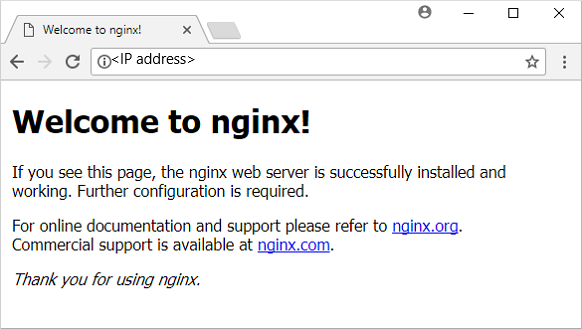 Welcome to nginx!
<IP address>
Welcome to nginx!
If you see this page, the nginx web server is successfully installed and
working. Further configuration is required.
For online documentation and support please refer to nginx.org.
Commercial support is available at nginx.com.
Thank you for using nginx.